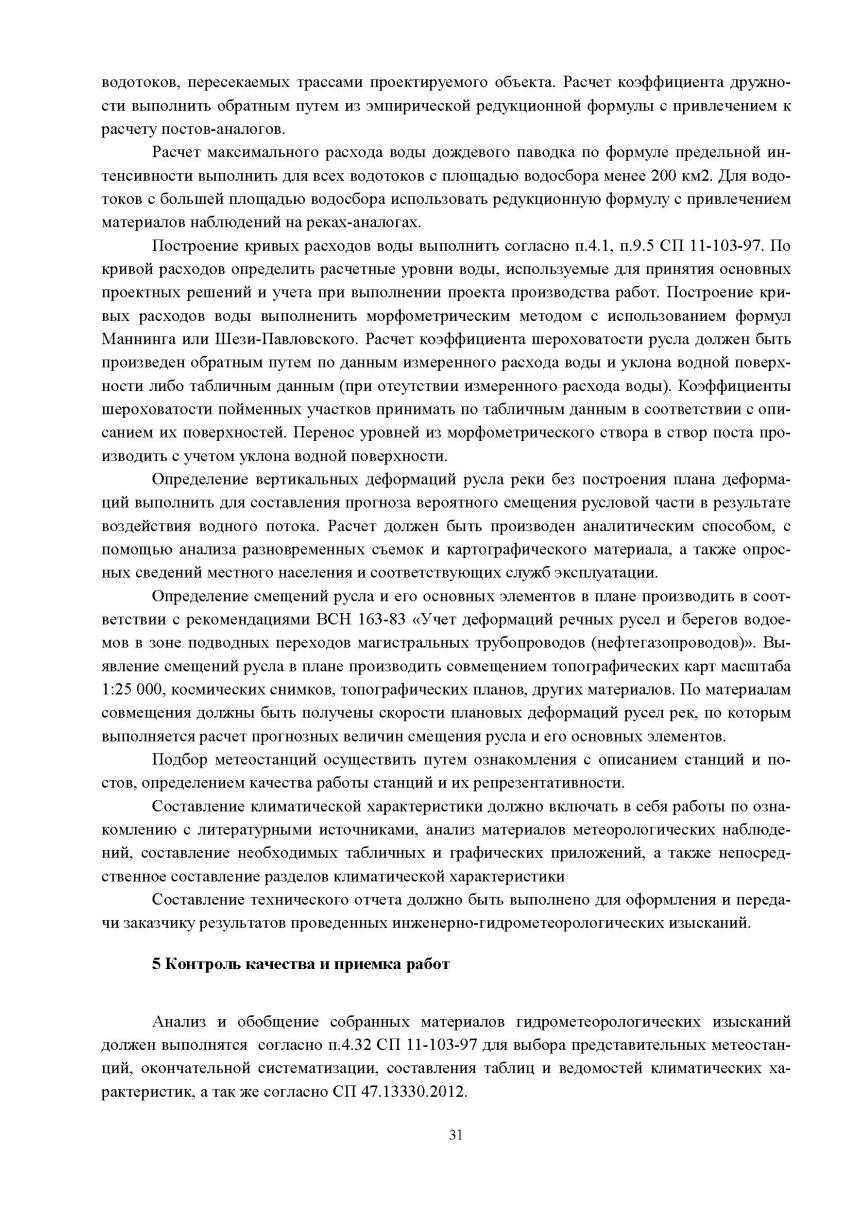 водотоков, пересекаемых трассами проектируемого объекта. Расчет коэффициента дружно-
сти выполнить обратным путем из эмпирической редукционной формулы с привлечением к
расчету постов-аналогов.
Расчет максимального расхода воды дождевого паводка по формуле предельной ин-
тенсивности выполнить для всех водотоков с площадью водосбора менее 200 км2. Для водо-
токов с большей площадью водосбора использовать редукционную формулу с привлечением
материалов наблюдений на реках-аналогах.
Построение кривых расходов воды выполнить согласно п.4.1, п.9.5 СП 11-103-97. По
кривой расходов определить расчетные уровни воды, используемые для принятия основных
проектных решений и учета при выполнении проекта производства работ. Построение кри-
вых расходов воды выполненить морфометрическим методом с использованием формул
Маннинга или Шези-Павловского. Расчет коэффициента шероховатости русла должен быть
произведен обратным путем по данным измеренного расхода воды и уклона водной поверх-
ности либо табличным данным (при отсутствии измеренного расхода воды). Коэффициенты
шероховатости пойменных участков принимать по табличным данным в соответствии с опи-
санием их поверхностей. Перенос уровней из морфометрического створа в створ поста про-
изводить с учетом уклона водной поверхности.
Определение вертикальных деформаций русла реки без построения плана деформа-
ций выполнить для составления прогноза вероятного смещения русловой части в результате
воздействия водного потока. Расчет должен быть произведен аналитическим способом, с
помощью анализа разновременных съемок и картографического материала, а также опрос-
ных сведений местного населения и соответствующих служб эксплуатации.
Определение смещений русла и его основных элементов в плане производить в соот-
ветствии с рекомендациями ВСН 163-83 «Учет деформаций речных русел и берегов водое-
мов в зоне подводных переходов магистральных трубопроводов (нефтегазопроводов)». Вы-
явление смещений русла в плане производить совмещением топографических карт масштаба
1:25 000, космических снимков, топографических планов, других материалов. По материалам
совмещения должны быть получены скорости плановых деформаций русел рек, по которым
выполняется расчет прогнозных величин смещения русла и его основных элементов.
Подбор метеостанций осуществить путем ознакомления с описанием станций и по-
стов, определением качества работы станций и их репрезентативности.
Составление климатической характеристики должно включать в себя работы по озна-
комлению с литературными источниками, анализ материалов метеорологических наблюде-
ний, составление необходимых табличных и графических приложений, а также непосред-
ственное составление разделов климатической характеристики
Составление технического отчета должно быть выполнено для оформления и переда-
чи заказчику результатов проведенных инженерно-гидрометеорологических изысканий.
5 Контроль качества и приемка работ
Анализ и обобщение собранных материалов гидрометеорологических изысканий
должен выполнятся согласно п.4.32 СП 11-103-97 для выбора представительных метеостан-
ций, окончательной систематизации, составления таблиц и ведомостей климатических ха-
рактеристик, а так же согласно СП 47.13330.2012.
31